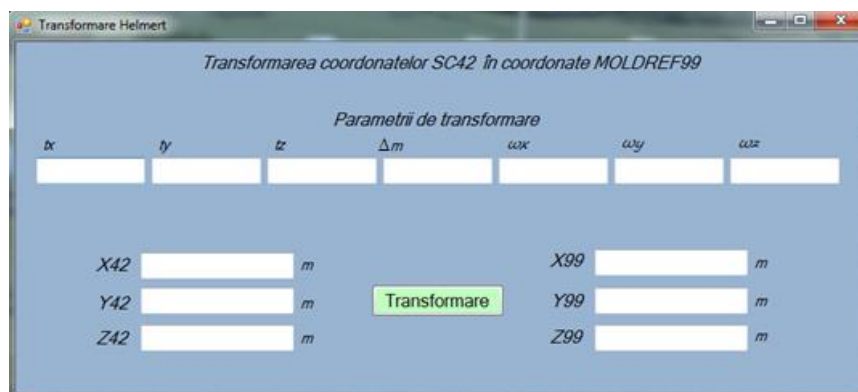 Transformare Helmert
Transformarea coordonatelor SC42 în coordonate MOLDREF99
Parametrii de transformare
tx ty tz Δm ωx ωy ωz
X42 m X99 m
Y42 m Transformare Y99 m
Z42 m Z99 m